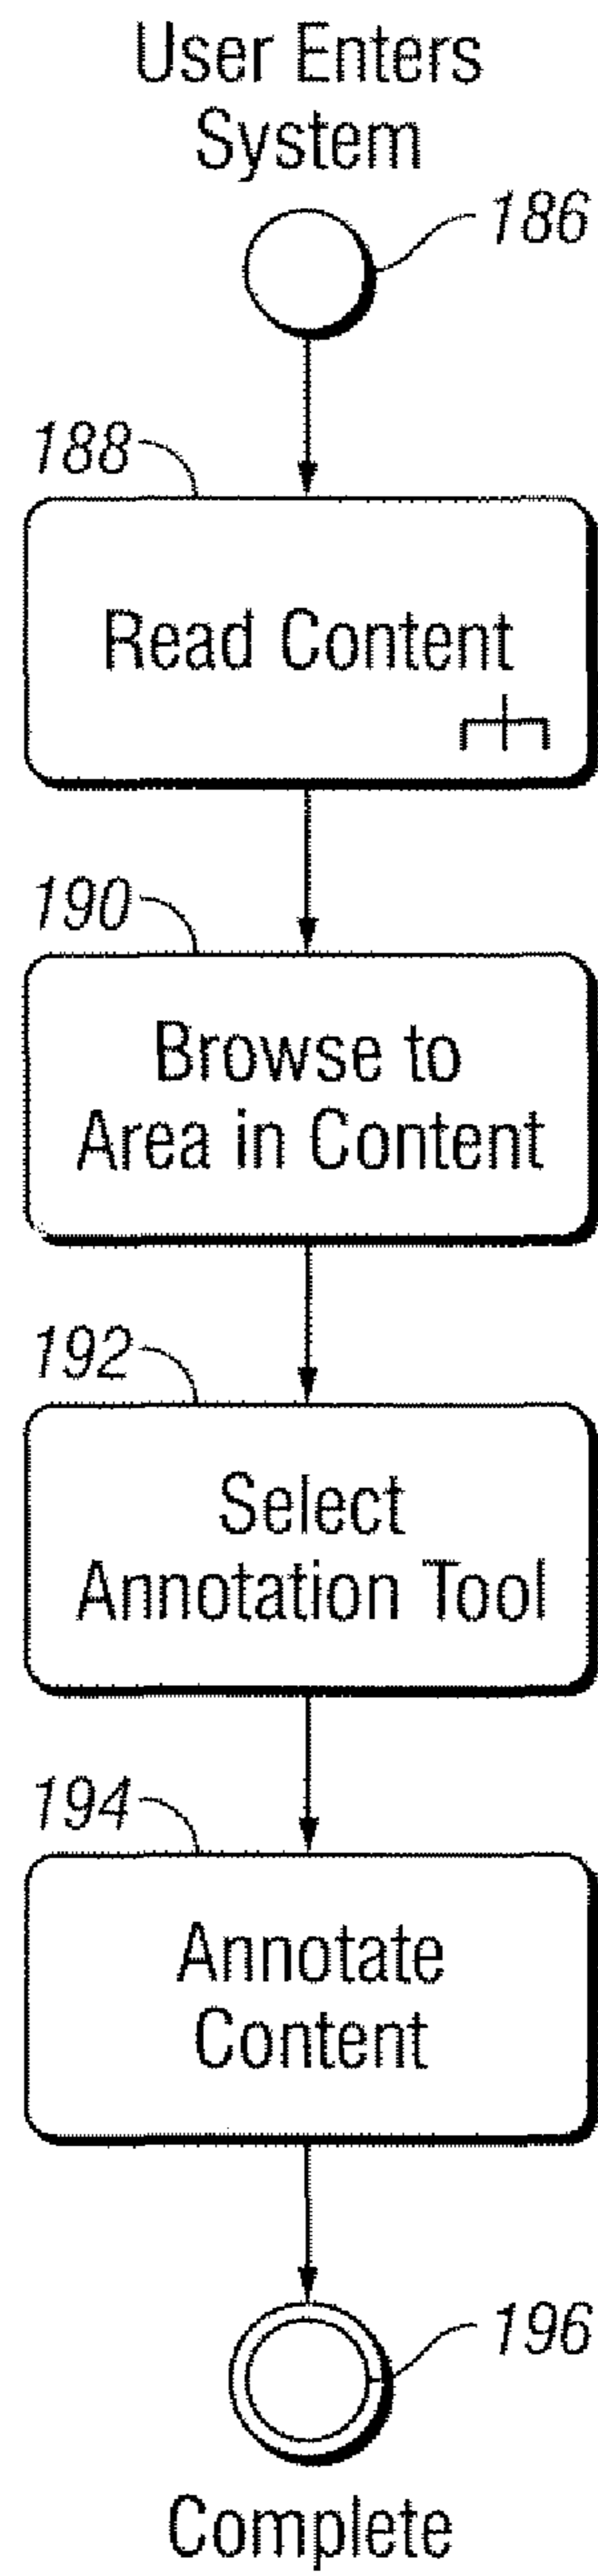 User Enters
System
186
188
Read Content
190
Browse to
Area in Content
192
Select
Annotation Tool
194
Annotate
Content
196
Complete